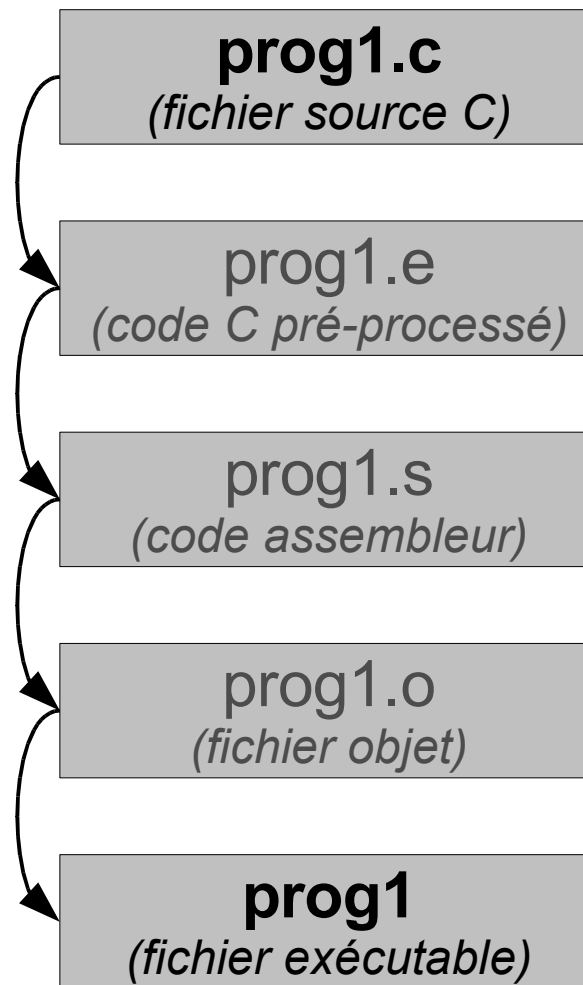 prog1.c
(fichier source C)
prog1.e
(code C pré-processé)
prog1.s
(code assembleur)
prog1.o
(fichier objet)
prog1
(fichier exécutable)